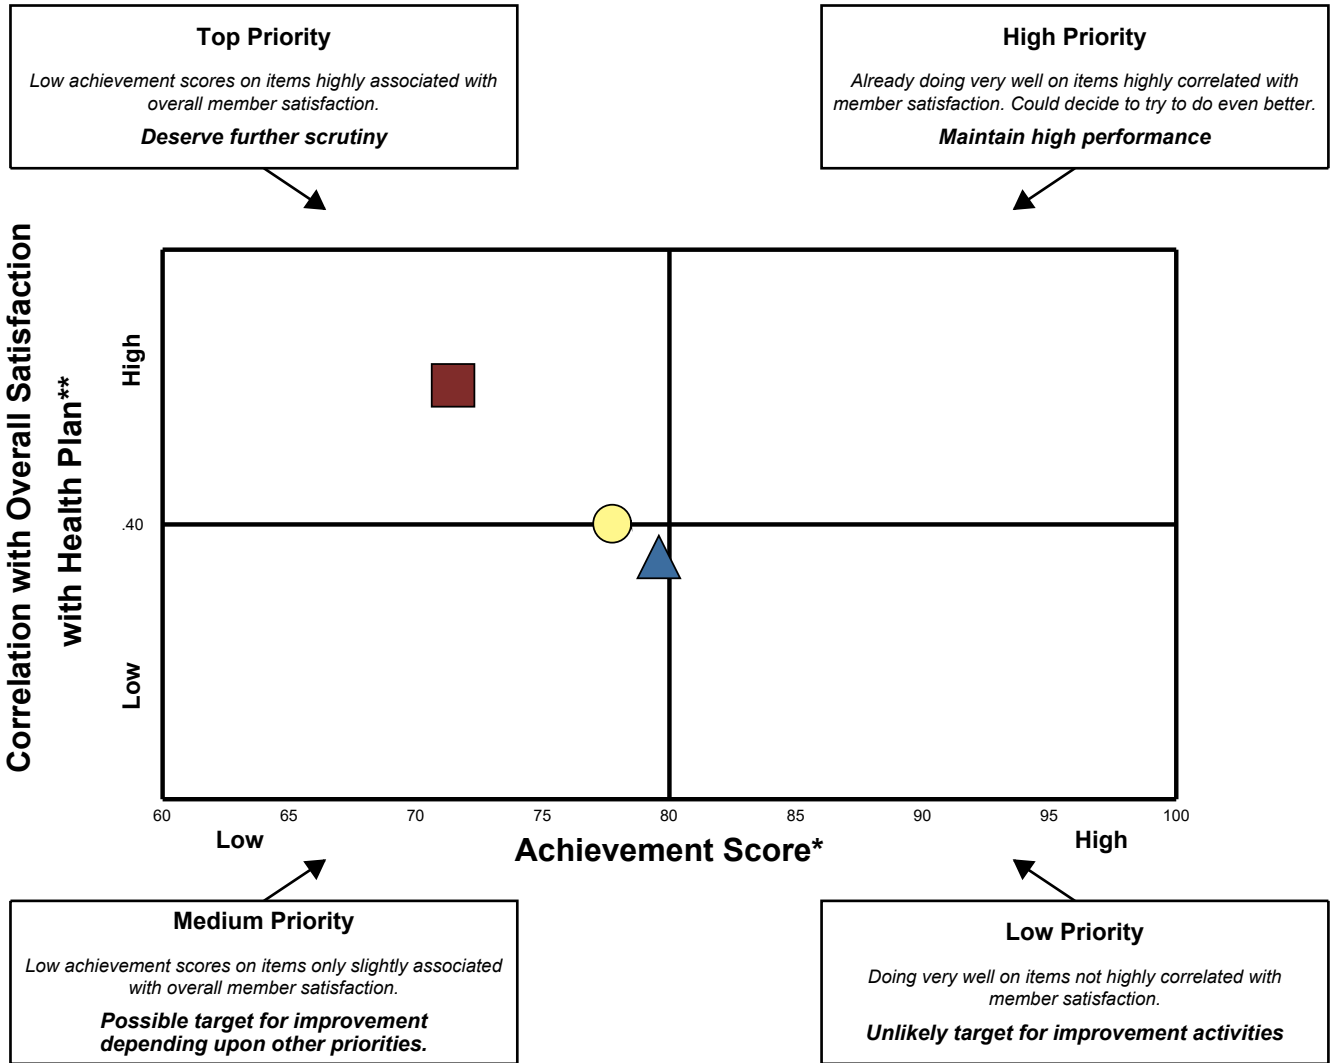 Top Priority
Low achievement scores on items highly associated with
overall member satisfaction.
Deserve further scrutiny
High Priority
Already doing very well on items highly correlated with
member satisfaction. Could decide to try to do even better.
Maintain high performance
Correlation with Overall Satisfaction
with Health Plan**
High
.40
Low
60 65 70 75 80 85 90 95 100
Low
Achievement Score*
High
Medium Priority
Low achievement scores on items only slightly associated
with overall member satisfaction.
Possible target for improvement
depending upon other priorities.
Low Priority
Doing very well on items not highly correlated with
member satisfaction.
Unlikely target for improvement activities